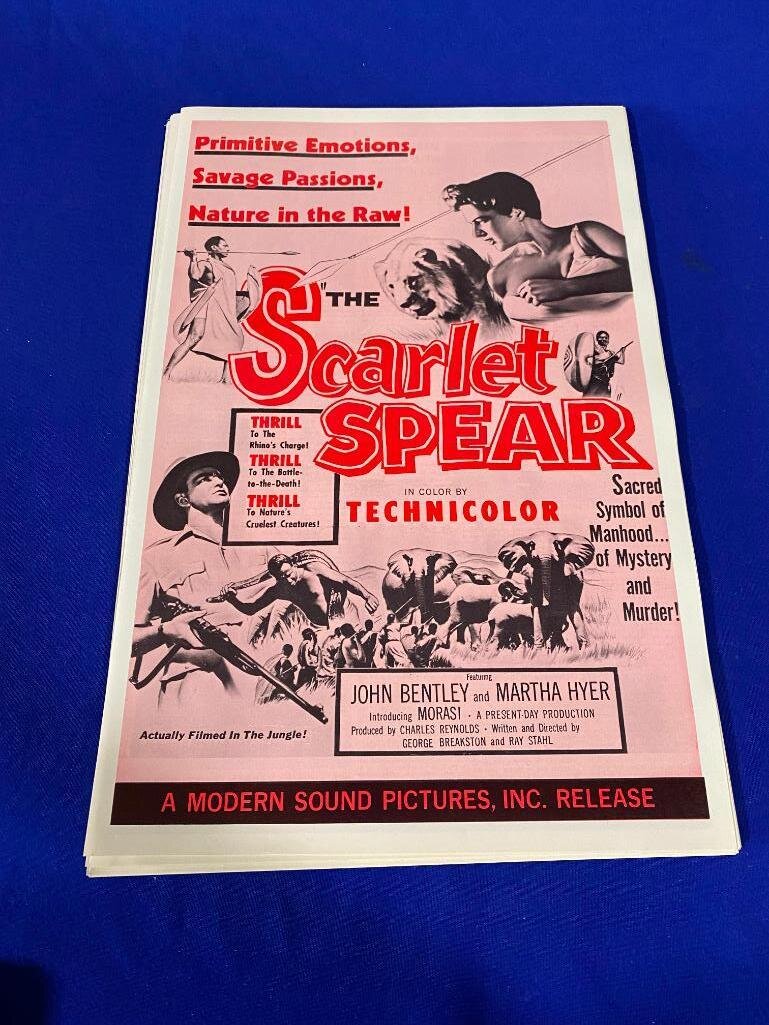 Primitive Emotions,
Savage Passions,
Nature in the Raw!
"THE
Scarlet
SPEAR
THRILL
To The
Rhino's Charge!
THRILL
To The Battle-
to-the-Death!
THRILL
To Nature's
Cruelest Creatures!
IN COLOR BY
TECHNICOLOR
Sacred
Symbol of
Manhood...
of Mystery
and
Murder!
Featuring
JOHN BENTLEY and MARTHA HYER
Introducing MORASI · A PRESENT-DAY PRODUCTION
Produced by CHARLES REYNOLDS · Written and Directed by
GEORGE BREAKSTON and RAY STAHL
Actually Filmed In The Jungle!
A MODERN SOUND PICTURES, INC. RELEASE